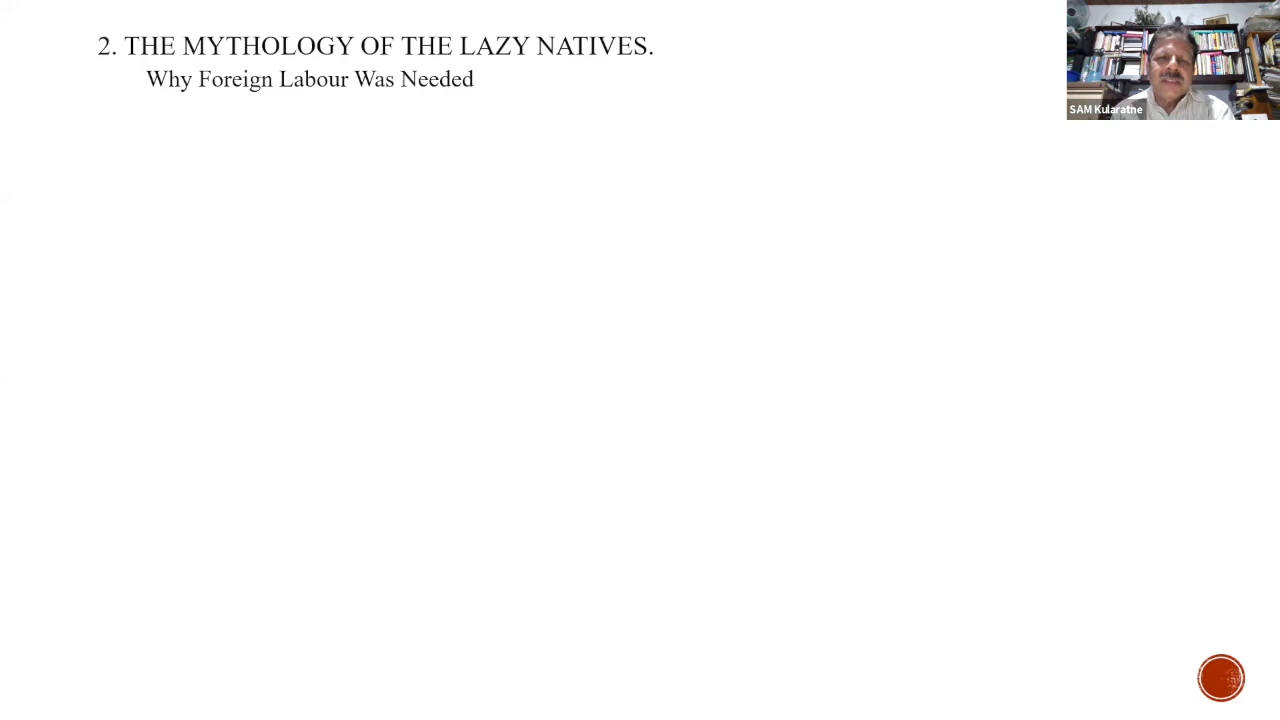 2. THE MYTHOLOGY OF THE LAZY NATIVES.
Why Foreign Labour Was Needed
SAM Kularatne